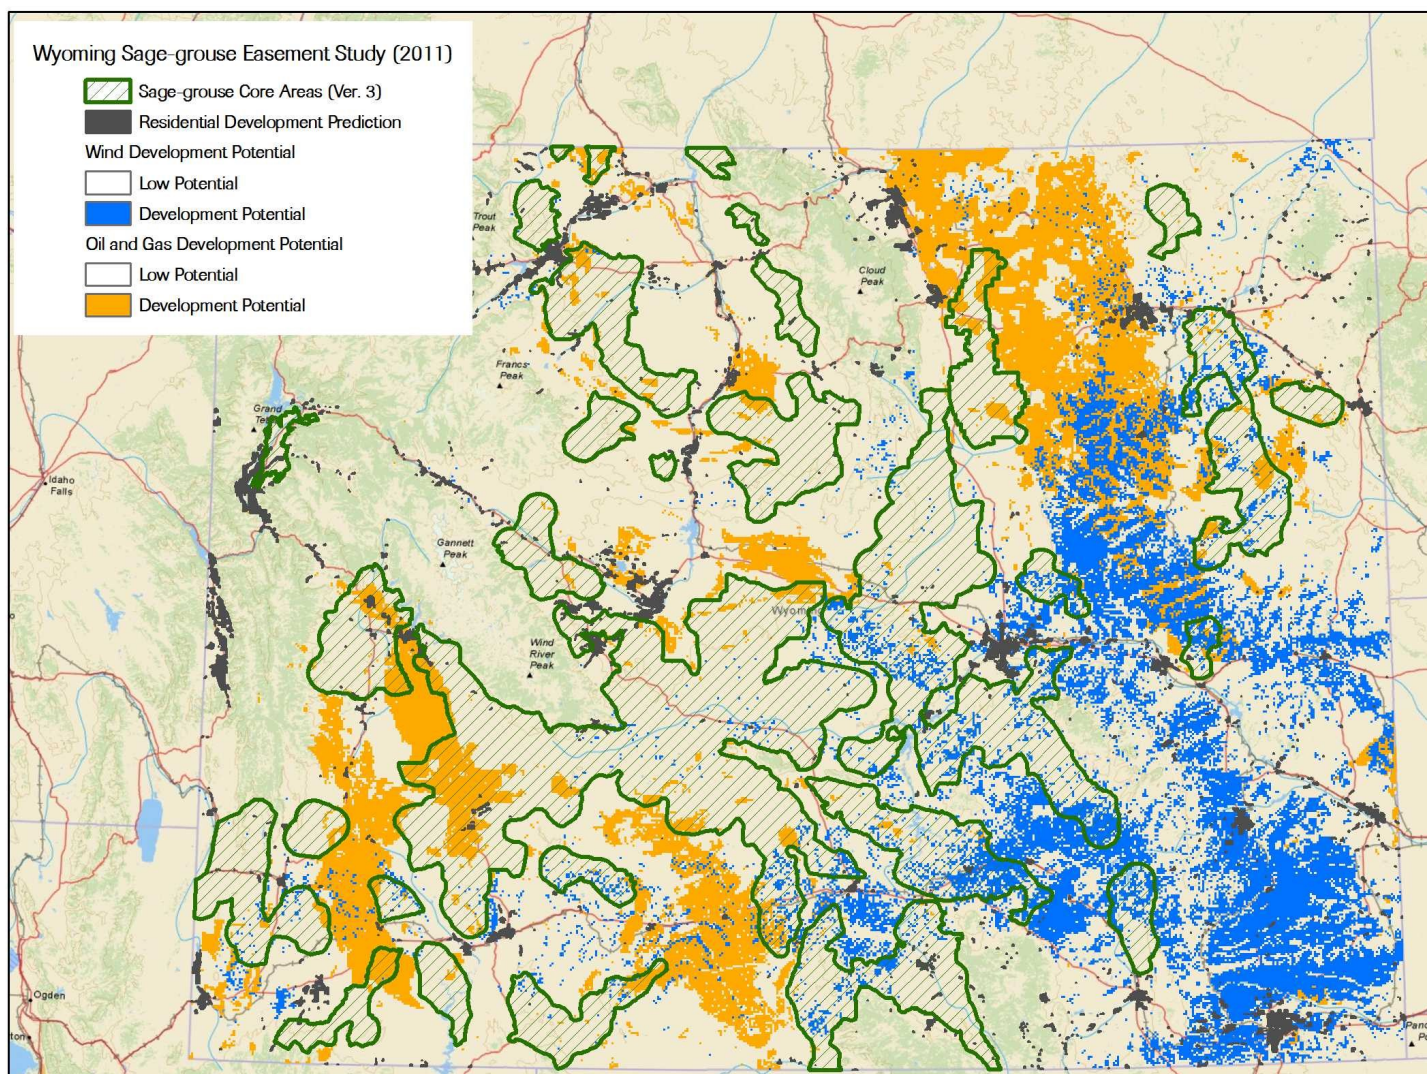 Wyoming Sage-grouse Easement Study (2011)
Sage-grouse Core Areas (Ver. 3)
Residential Development Prediction
Wind Development Potential
Low Potential
Development Potential
Oil and Gas Development Potential
Low Potential
Development Potential
Trout
Peak
Cloud
Peak
Francs
Peak
Grand
Idaho
Falls
Gannett
Peak
Wyoming
Wind
River
Peak
Ogden